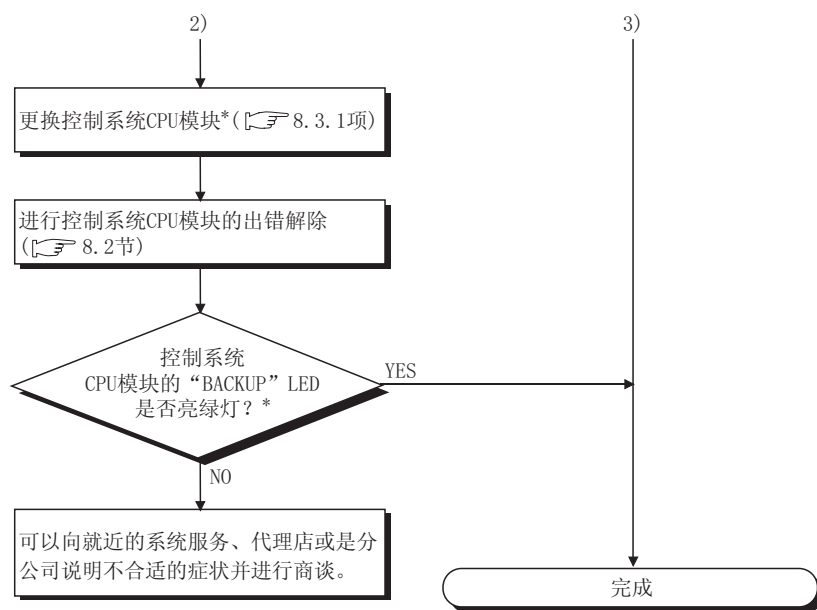 2)
3)
更换控制系统CPU模块*(8.3.1项)
进行控制系统CPU模块的出错解除
(8.2节)
控制系统
CPU模块的“BACKUP”LED
是否亮绿灯？*
YES
NO
可以向就近的系统服务、代理店或是分
公司说明不合适的症状并进行商谈。
完成